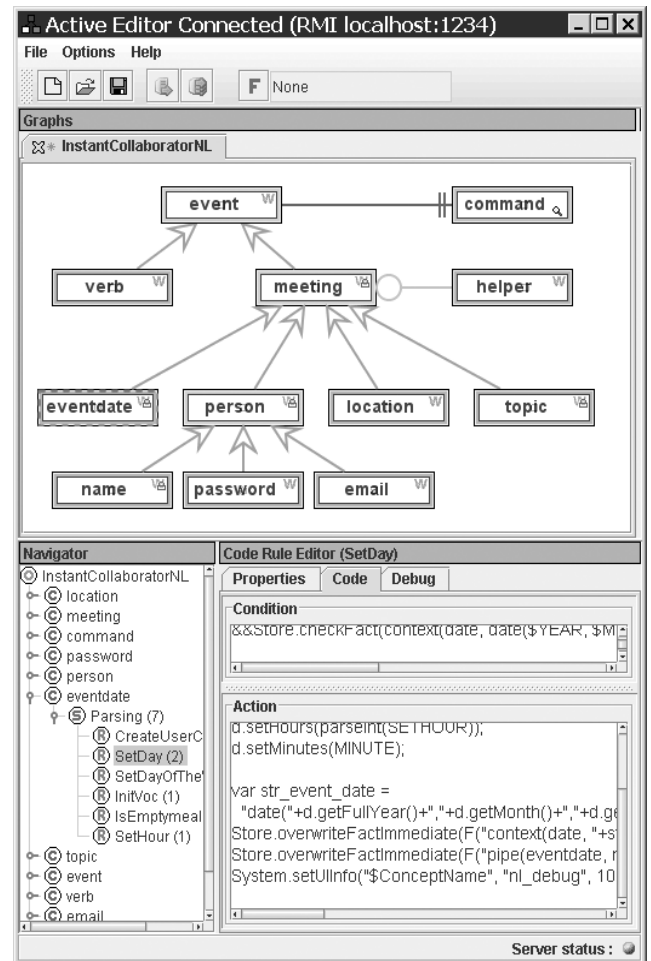 Active Editor Connected (RMI localhost:1234)
File Options Help
F None
Graphs
InstantCollaboratorNL
event W command
verb W meeting helper W
eventdate person location W topic
name password W email W
Navigator
InstantCollaboratorNL
C location
C meeting
C command
C password
C person
C eventdate
S Parsing (7)
R CreateUserC
R SetDay (2)
R SetDayOfThe
R InitVoc (1)
R IsEmptymeal
R SetHour (1)
C topic
C event
C verb
C email
Code Rule Editor (SetDay)
Properties Code Debug
Condition
&&Store.checkFact(context(date, date($YEAR, $M
Action
d.setHours(parseInt(SETHOUR));
d.setMinutes(MINUTE);
var str_event_date =
"date("+d.getFullYear()+","+d.getMonth()+","+d.ge
Store.overwriteFactImmediate(F("context(date, "+s
Store.overwriteFactImmediate(F("pipe(eventdate,
System.setUIInfo("$ConceptName", "nl_debug", 10
Server status :